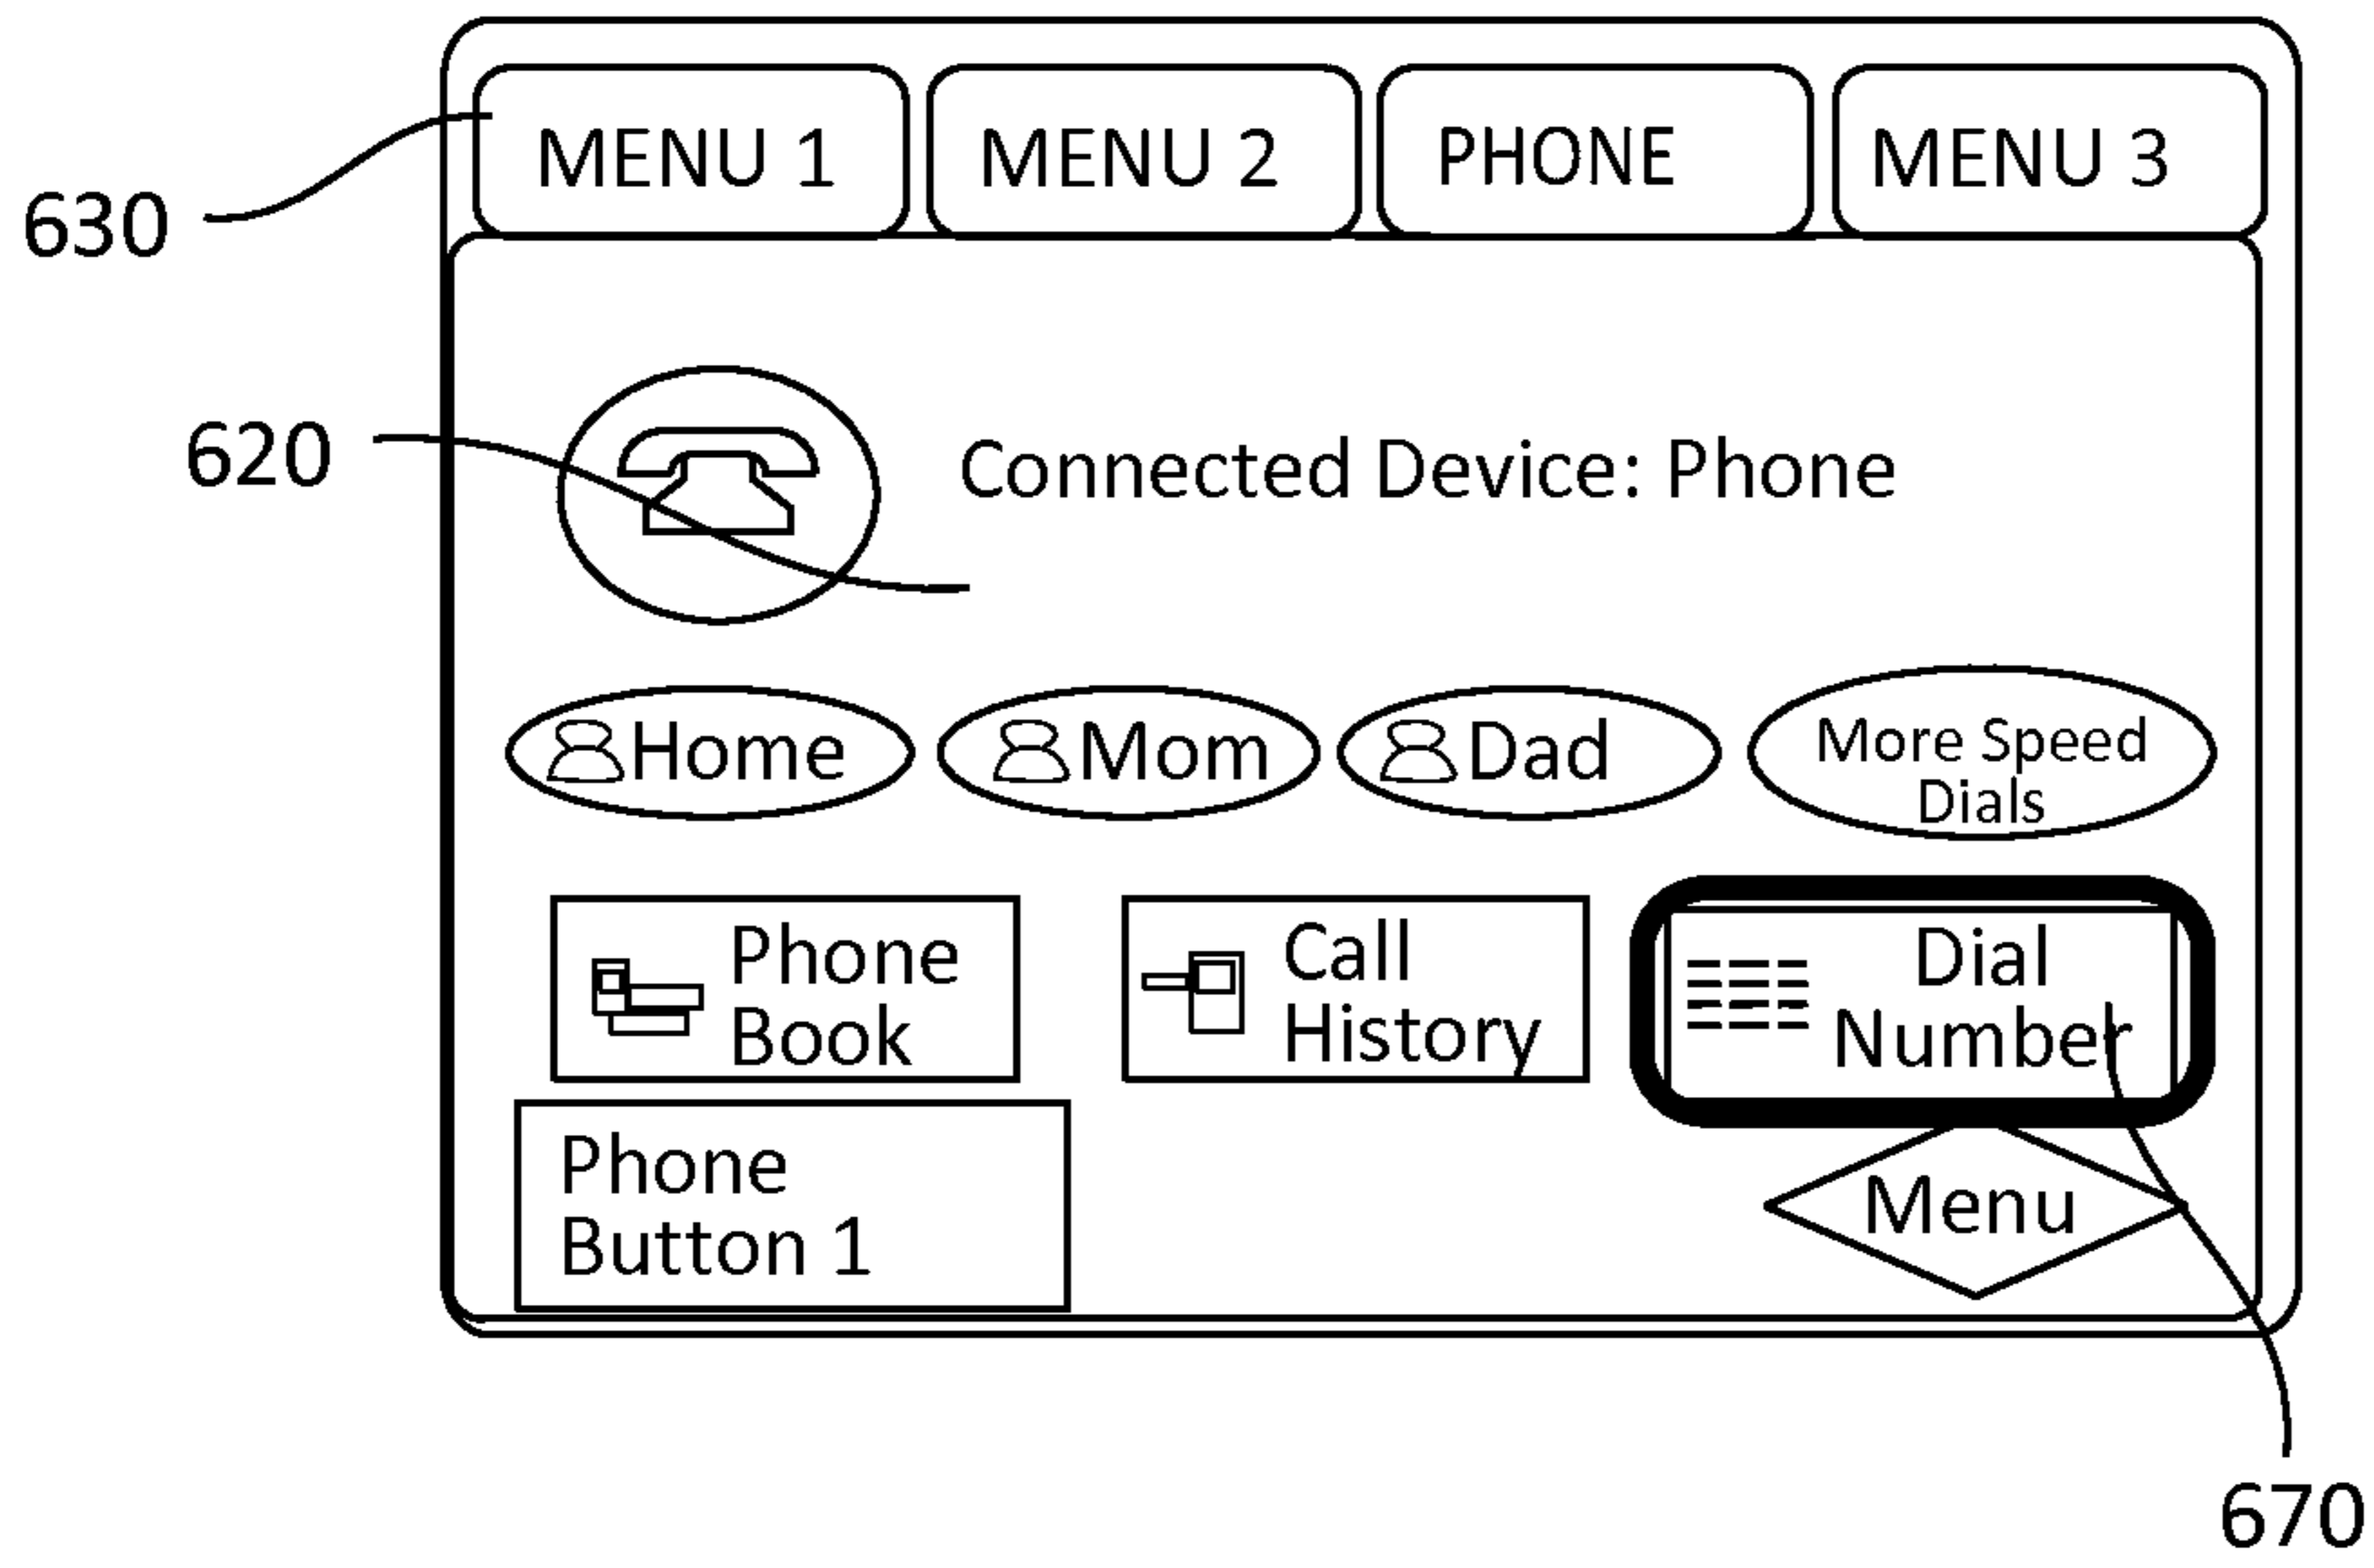 MENU 1
MENU 2
PHONE
MENU 3
630
620
Connected Device: Phone
Home
Mom
Dad
More Speed
Dials
Phone
Book
Call
History
Dial
Number
Phone
Button 1
Menu
670